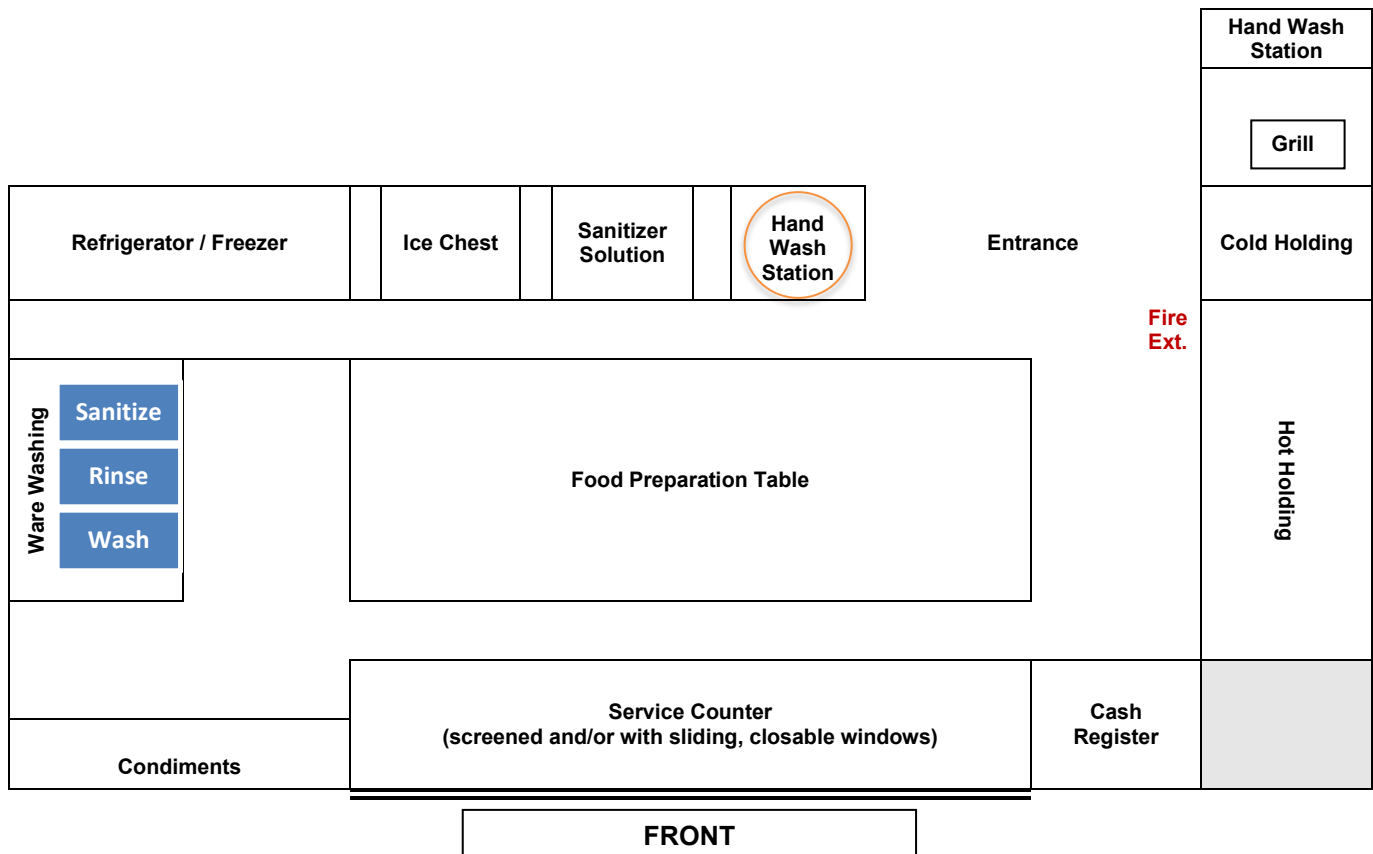 Hand Wash
Station
Grill
Refrigerator / Freezer
Ice Chest
Sanitizer
Solution
Hand
Wash
Station
Entrance
Cold Holding
Fire
Ext.
Ware Washing
Sanitize
Rinse
Wash
Food Preparation Table
Hot Holding
Service Counter
(screened and/or with sliding, closable windows)
Cash
Register
Condiments
FRONT